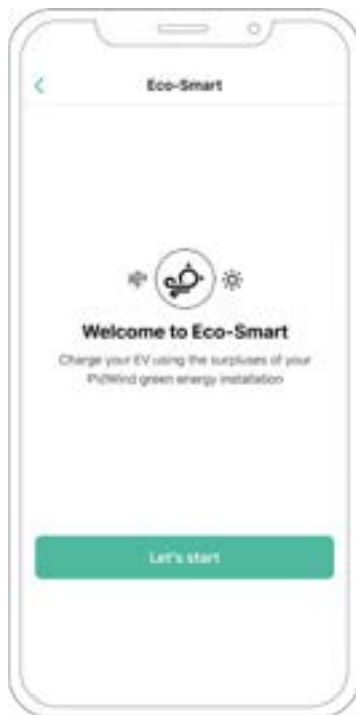 Eco-Smart
Welcome to Eco-Smart
Charge your EV using the surpluses of your
PV/Wind green energy installation
Let's start